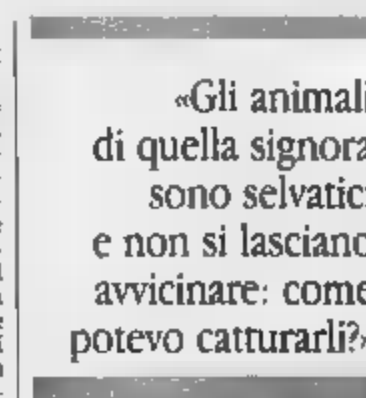 «Gli animali
di quella signora
sono selvatici
e non si lasciano
avvicinare: come
potevo catturarli?»